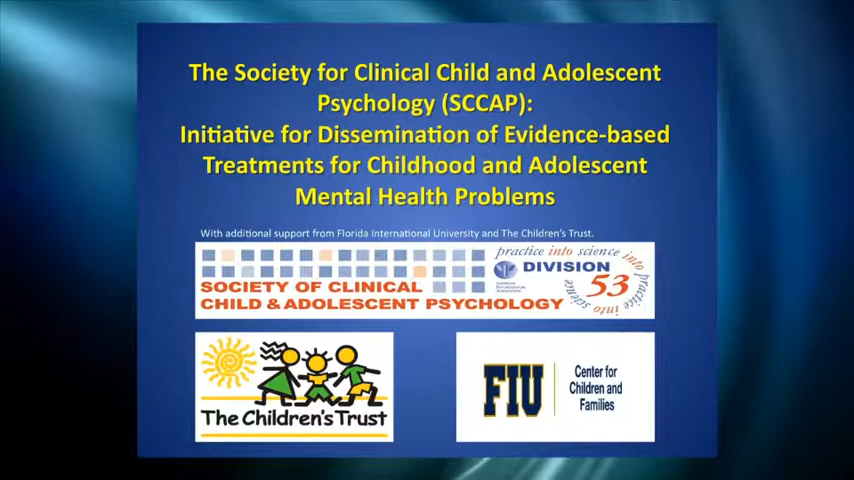 The Society for Clinical Child and Adolescent
Psychology (SCCAP):
Initiative for Dissemination of Evidence-based
Treatments for Childhood and Adolescent
Mental Health Problems
With additional support from Florida International University and The Children's Trust.
practice into science into practice into science
DIVISION
53
AMERICAN
PSYCHOLOGICAL
ASSOCIATION
SOCIETY OF CLINICAL
CHILD & ADOLESCENT PSYCHOLOGY
The Children's Trust
FIU
Center for
Children and
Families